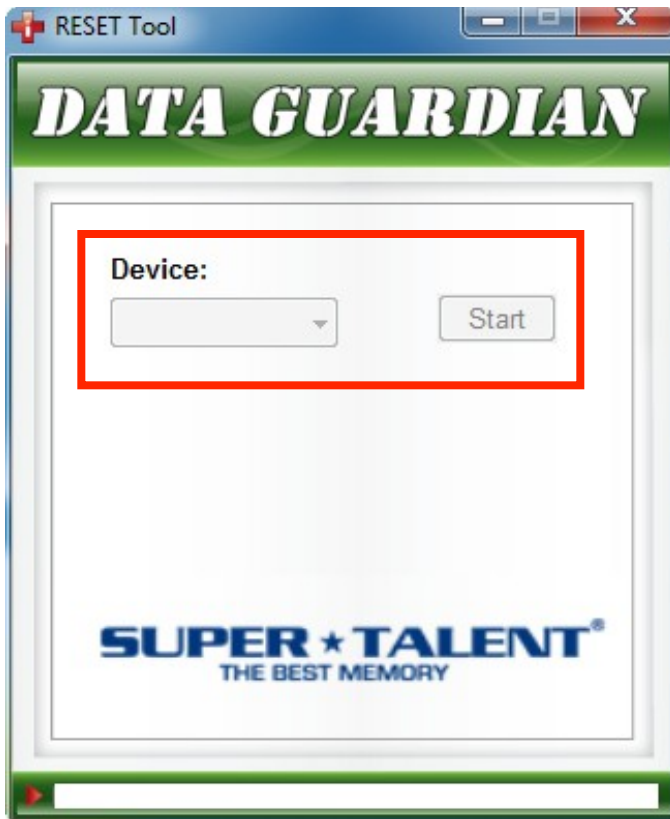 RESET Tool
DATA GUARDIAN
Device:
Start
SUPER★TALENT®
THE BEST MEMORY